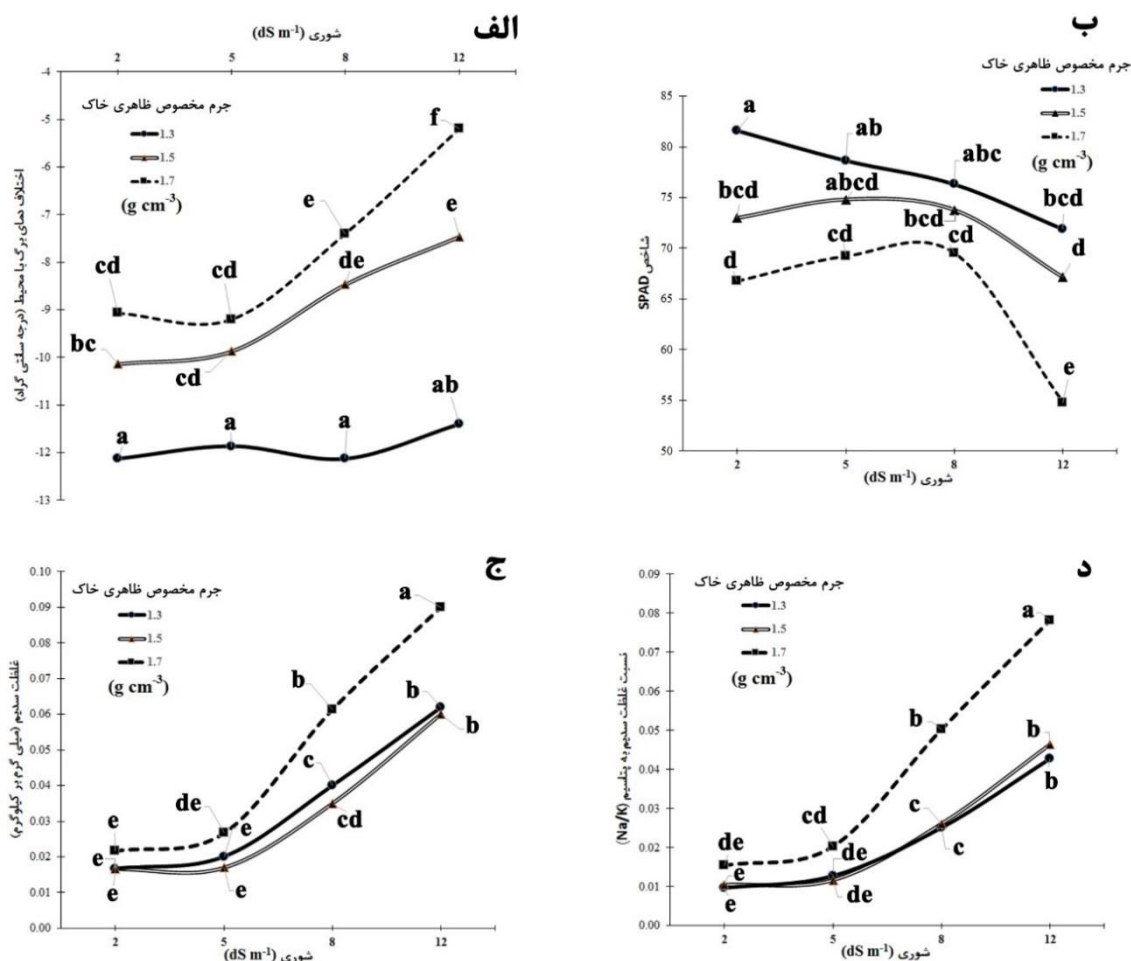 الف
شوری (dS m⁻¹)
2 5 8 12
-4
-5
-6
-7
-8
-9
-10
-11
-12
-13
اختلاف دمای برگ با محیط (درجه سانتی گراد)
جرم مخصوص ظاهری خاک
1.3
1.5
1.7
(g cm⁻³)
cd cd e f
bc cd de e
a a a ab
ب
جرم مخصوص ظاهری خاک
1.3
1.5
1.7
(g cm⁻³)
85
80
75
70
65
60
55
50
شاخص SPAD
a ab abc bcd
bcd abcd bcd d
d cd cd e
2 5 8 12
شوری (dS m⁻¹)
ج
جرم مخصوص ظاهری خاک
1.3
1.5
1.7
(g cm⁻³)
0.10
0.09
0.08
0.07
0.06
0.05
0.04
0.03
0.02
0.01
0.00
غلظت سدیم (میلی گرم بر کیلوگرم)
e de b a
e e c b
e e cd b
2 5 8 12
شوری (dS m⁻¹)
د
جرم مخصوص ظاهری خاک
1.3
1.5
1.7
(g cm⁻³)
0.09
0.08
0.07
0.06
0.05
0.04
0.03
0.02
0.01
0.00
نسبت غلظت سدیم به پتاسیم (Na/K)
de cd b a
e de c b
e de c b
2 5 8 12
شوری (dS m⁻¹)